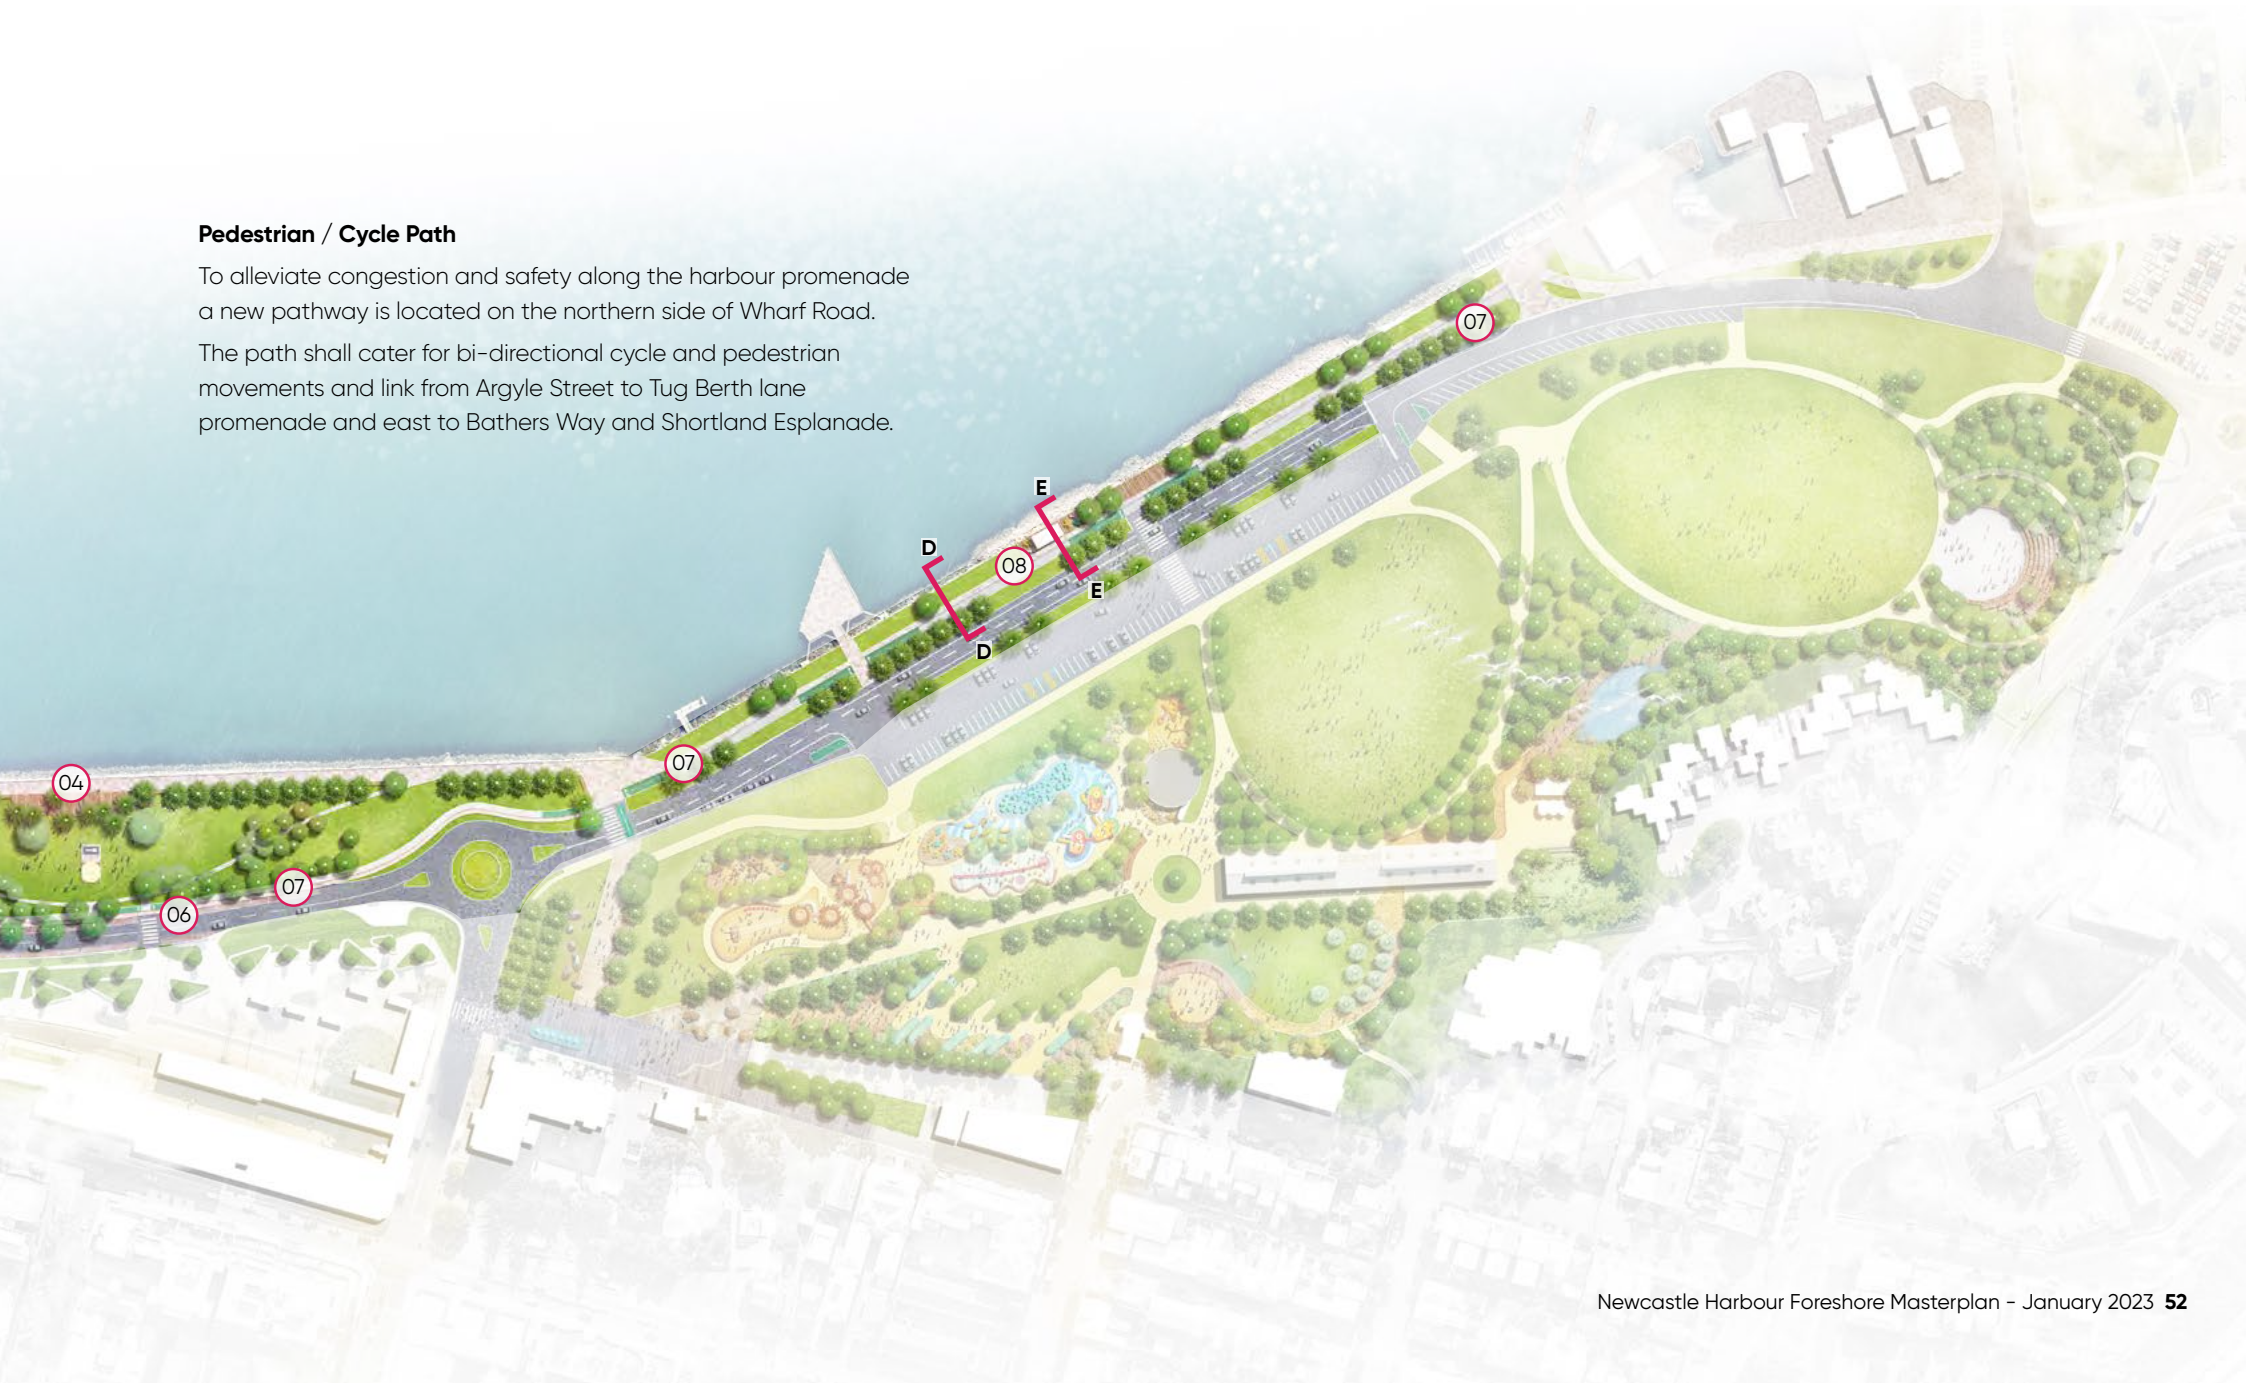 Pedestrian / Cycle Path
To alleviate congestion and safety along the harbour promenade
a new pathway is located on the northern side of Wharf Road.
The path shall cater for bi-directional cycle and pedestrian
movements and link from Argyle Street to Tug Berth lane
promenade and east to Bathers Way and Shortland Esplanade.
07
E
D
08
E
D
07
04
07
06
Newcastle Harbour Foreshore Masterplan - January 2023 52